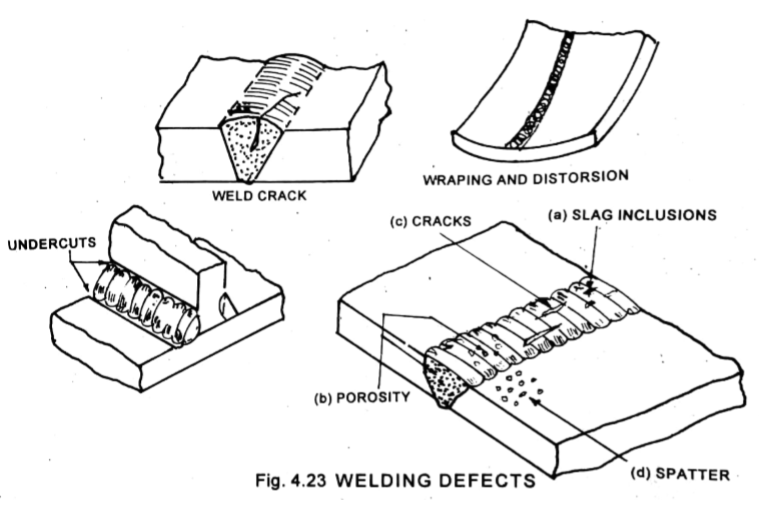 WELD CRACK
WRAPING AND DISTORSION
UNDERCUTS
(c) CRACKS
(a) SLAG INCLUSIONS
(b) POROSITY
(d) SPATTER
Fig. 4.23 WELDING DEFECTS